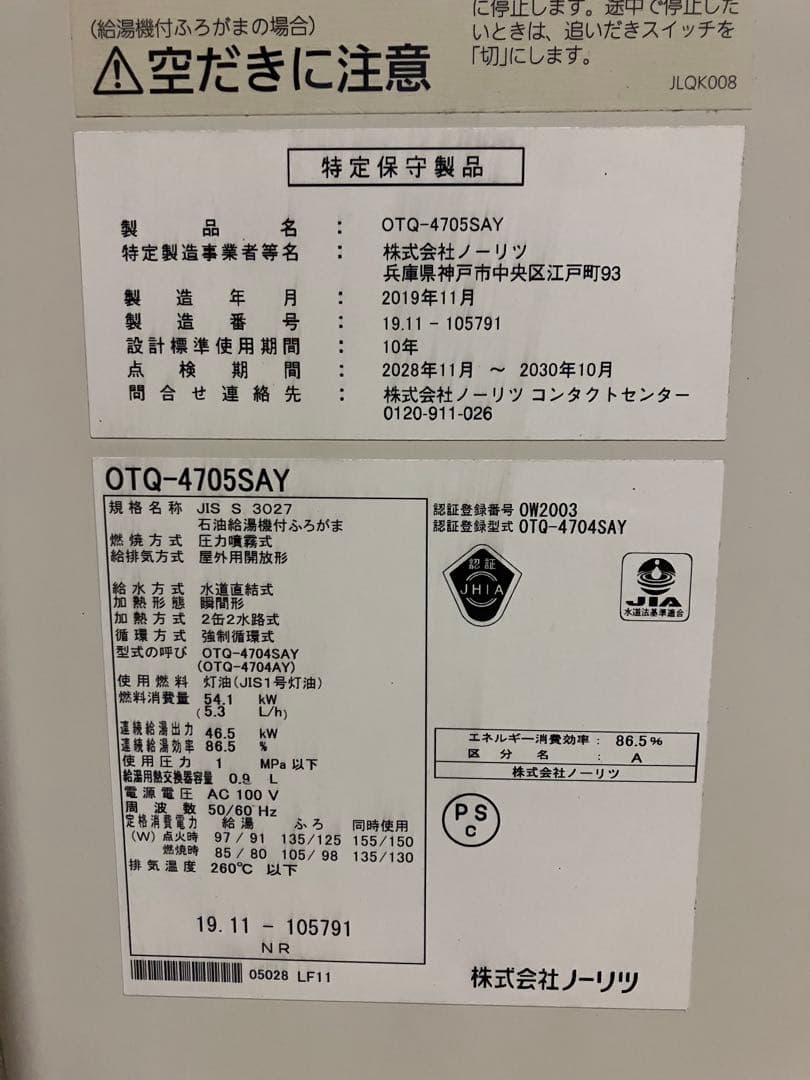 に停止します。途中で停止した
(給湯機付ふろがまの場合)
いときは、追いだきスイッチを
⚠空だきに注意
「切」にします。
JLQK008
特定保守製品
製品名 : OTQ-4705SAY
特定製造事業者等名 : 株式会社ノーリツ
兵庫県神戸市中央区江戸町93
製造年月 : 2019年11月
製造番号 : 19.11 - 105791
設計標準使用期間 : 10年
点検期間 : 2028年11月 ～ 2030年10月
問合せ連絡先 : 株式会社ノーリツ コンタクトセンター
0120-911-026
OTQ-4705SAY
規格名称 JIS S 3027
石油給湯機付ふろがま
燃焼方式 圧力噴霧式
給排気方式 屋外用開放形
給水方式 水道直結式
加熱形態 瞬間形
加熱方式 2缶2水路式
循環方式 強制循環式
型式の呼び OTQ-4704SAY
(OTQ-4704AY)
使用燃料 灯油(JIS1号灯油)
燃料消費量 54.1 kW
(5.3 L/h)
連続給湯出力 46.5 kW
連続給湯効率 86.5 %
使用圧力 1 MPa 以下
給湯用熱交換器容量 0.9 L
電源電圧 AC 100 V
周波数 50/60 Hz
定格消費電力 給湯 ふろ 同時使用
(W) 点火時 97 / 91 135/125 155/150
燃焼時 85 / 80 105/ 98 135/130
排気温度 260℃ 以下
19.11 - 105791
NR
05028 LF11
認証登録番号 OW2003
認証登録型式 OTQ-4704SAY
認証
JHIA
JIA
水道法基準適合
エネルギー消費効率 : 86.5%
区分名 : A
株式会社ノーリツ
PS
C
株式会社ノーリツ